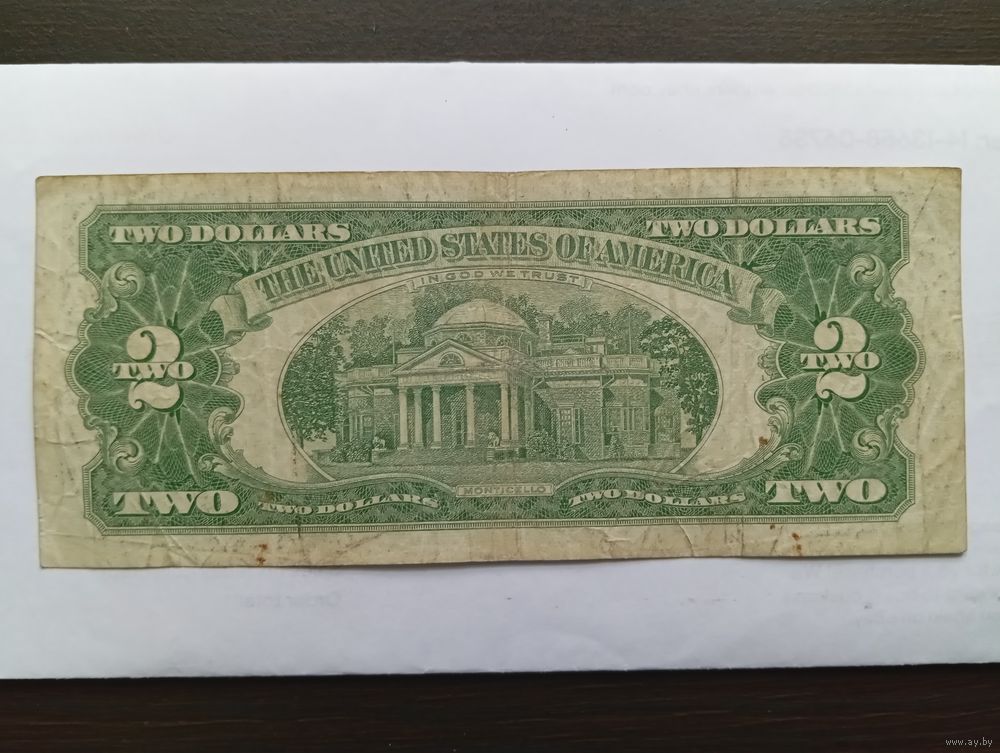 TWO DOLLARS TWO DOLLARS
THE UNITED STATES OF AMERICA
IN GOD WE TRUST
2 2
TWO TWO
MONTICELLO
TWO TWO DOLLARS TWO DOLLARS TWO
www.ay.by